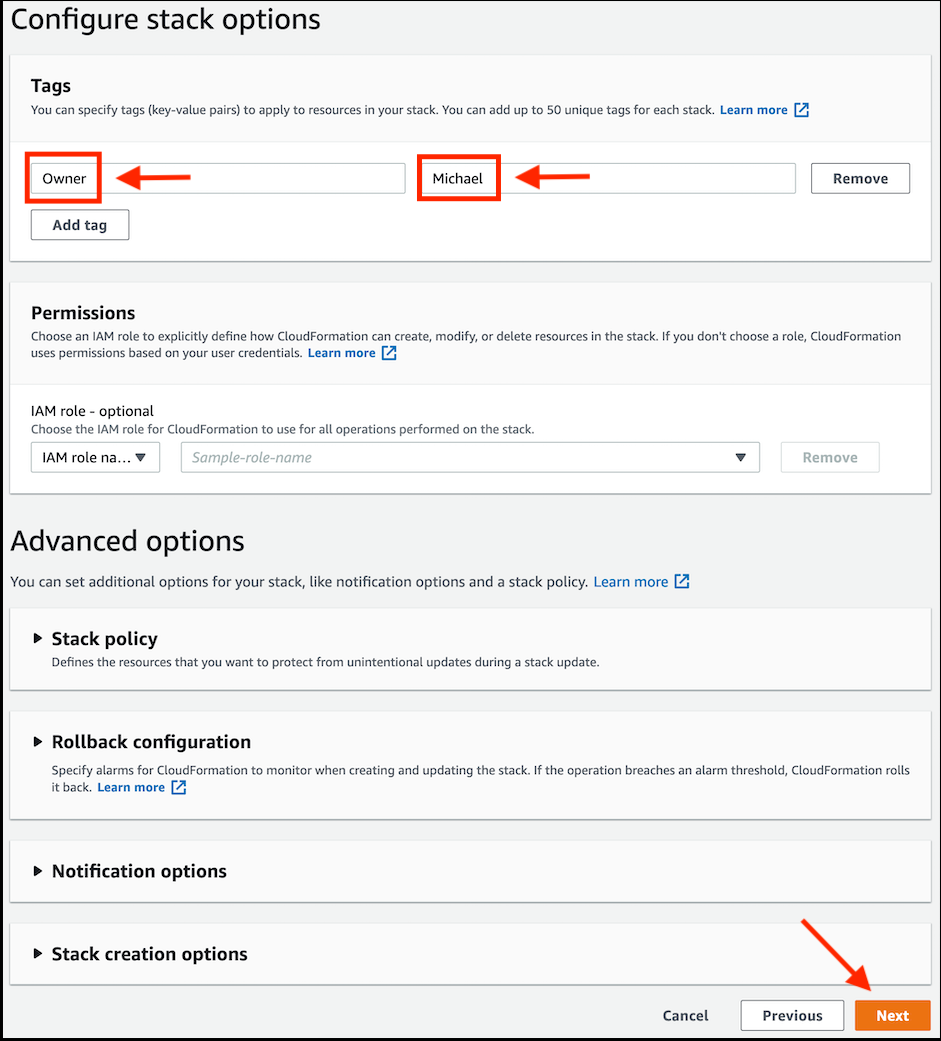 Configure stack options
Tags
You can specify tags (key-value pairs) to apply to resources in your stack. You can add up to 50 unique tags for each stack. Learn more
Owner
Michael
Remove
Add tag
Permissions
Choose an IAM role to explicitly define how CloudFormation can create, modify, or delete resources in the stack. If you don't choose a role, CloudFormation
uses permissions based on your user credentials. Learn more
IAM role - optional
Choose the IAM role for CloudFormation to use for all operations performed on the stack.
IAM role na...
Sample-role-name
Remove
Advanced options
You can set additional options for your stack, like notification options and a stack policy. Learn more
Stack policy
Defines the resources that you want to protect from unintentional updates during a stack update.
Rollback configuration
Specify alarms for CloudFormation to monitor when creating and updating the stack. If the operation breaches an alarm threshold, CloudFormation rolls
it back. Learn more
Notification options
Stack creation options
Cancel
Previous
Next